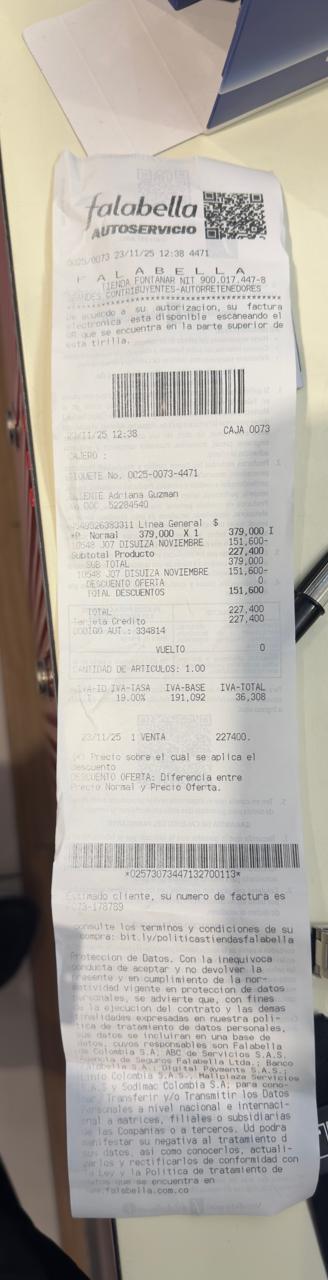 falabella
AUTOSERVICIO
0025/0073 23/11/25 12:38 4471
F A L A B E L L A
TIENDA FONTANAR NIT 900.017.447-8
GRANDES CONTRIBUYENTES-AUTORRETENEDORES
De acuerdo a su autorizacion, su factura
electronica esta disponible escaneando el
QR que se encuentra en la parte superior de
esta tirilla.
23/11/25 12:38 CAJA 0073
CAJERO :
TIQUETE No. 0025-0073-4471
CLIENTE Adriana Guzman
No DOC. 52284540
Linea General $
*P. Normal 379,000 X 1 379,000 I
10548 J07 DISUIZA NOVIEMBRE 151,600-
Subtotal Producto 227,400
SUB TOTAL 379,000
10548 J07 DISUIZA NOVIEMBRE 151,600-
DESCUENTO OFERTA 0
TOTAL DESCUENTOS 151,600
TOTAL 227,400
Tarjeta Credito 227,400
CODIGO AUT.: 334814
VUELTO 0
CANTIDAD DE ARTICULOS: 1.00
IVA-ID IVA-TASA IVA-BASE IVA-TOTAL
19.00% 191,092 36,308
23/11/25 1 VENTA 227400.
(*) Precio sobre el cual se aplica el
descuento
DESCUENTO OFERTA: Diferencia entre
Precio Normal y Precio Oferta.
*02573073447132700113*
Estimado cliente, su numero de factura es
-178789
consulte los terminos y condiciones de su
compra: bit.ly/politicastiendasfalabella
Proteccion de Datos. Con la inequivoca
conducta de aceptar y no devolver la
presente y en cumplimiento de la nor-
matividad vigente en proteccion de datos
personales, se advierte que, con fines
de la ejecucion del contrato y las demas
finalidades expresadas en nuestra poli-
tica de tratamiento de datos personales,
sus datos se incluiran en una base de
datos, cuyos responsables son Falabella
de Colombia S.A; ABC de Servicios S.A.S.
Agencia de Seguros Falabella Ltda.; Banco
Falabella S.A.; Digital Payments S.A.S.;
Colombia S.A.S., Mallplaza Servicios
S.A.S y Sodimac Colombia S.A; para cono-
Transferir y/o Transmitir los Datos
Personales a nivel nacional e internaci-
onal a matrices, filiales o subsidiarias
de las Companias o a terceros. Ud podra
manifestar su negativa al tratamiento d
sus datos, asi como conocerlos, actuali-
zarlos y rectificarlos de conformidad con
la Ley y la Politica de tratamiento de
datos que se encuentra en
www.falabella.com.co